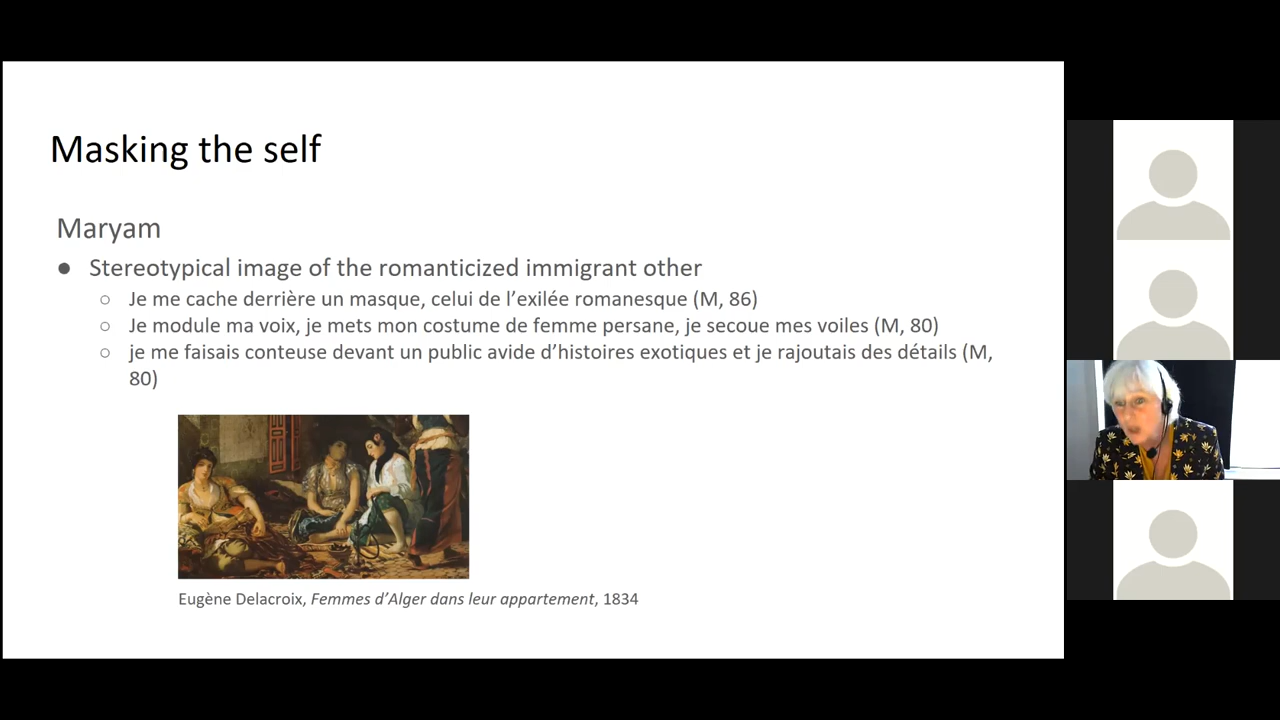 Masking the self
Maryam
● Stereotypical image of the romanticized immigrant other
○ Je me cache derrière un masque, celui de l’exilée romanesque (M, 86)
○ Je module ma voix, je mets mon costume de femme persane, je secoue mes voiles (M, 80)
○ je me faisais conteuse devant un public avide d’histoires exotiques et je rajoutais des détails (M,
80)
Eugène Delacroix, Femmes d’Alger dans leur appartement, 1834